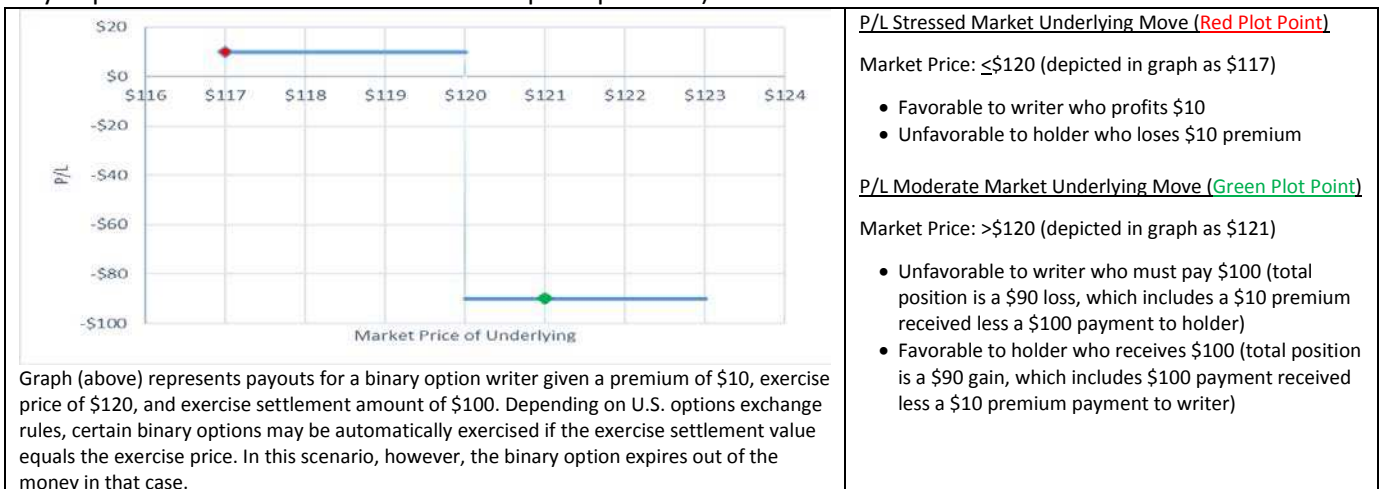 $20
$0
$116 $117 $118 $119 $120 $121 $122 $123 $124
-$20
P/L
-$40
-$60
-$80
-$100
Market Price of Underlying
Graph (above) represents payouts for a binary option writer given a premium of $10, exercise
price of $120, and exercise settlement amount of $100. Depending on U.S. options exchange
rules, certain binary options may be automatically exercised if the exercise settlement value
equals the exercise price. In this scenario, however, the binary option expires out of the
money in that case.
P/L Stressed Market Underlying Move (Red Plot Point)
Market Price: <$120 (depicted in graph as $117)
• Favorable to writer who profits $10
• Unfavorable to holder who loses $10 premium
P/L Moderate Market Underlying Move (Green Plot Point)
Market Price: >$120 (depicted in graph as $121)
• Unfavorable to writer who must pay $100 (total
position is a $90 loss, which includes a $10 premium
received less a $100 payment to holder)
• Favorable to holder who receives $100 (total position
is a $90 gain, which includes $100 payment received
less a $10 premium payment to writer)